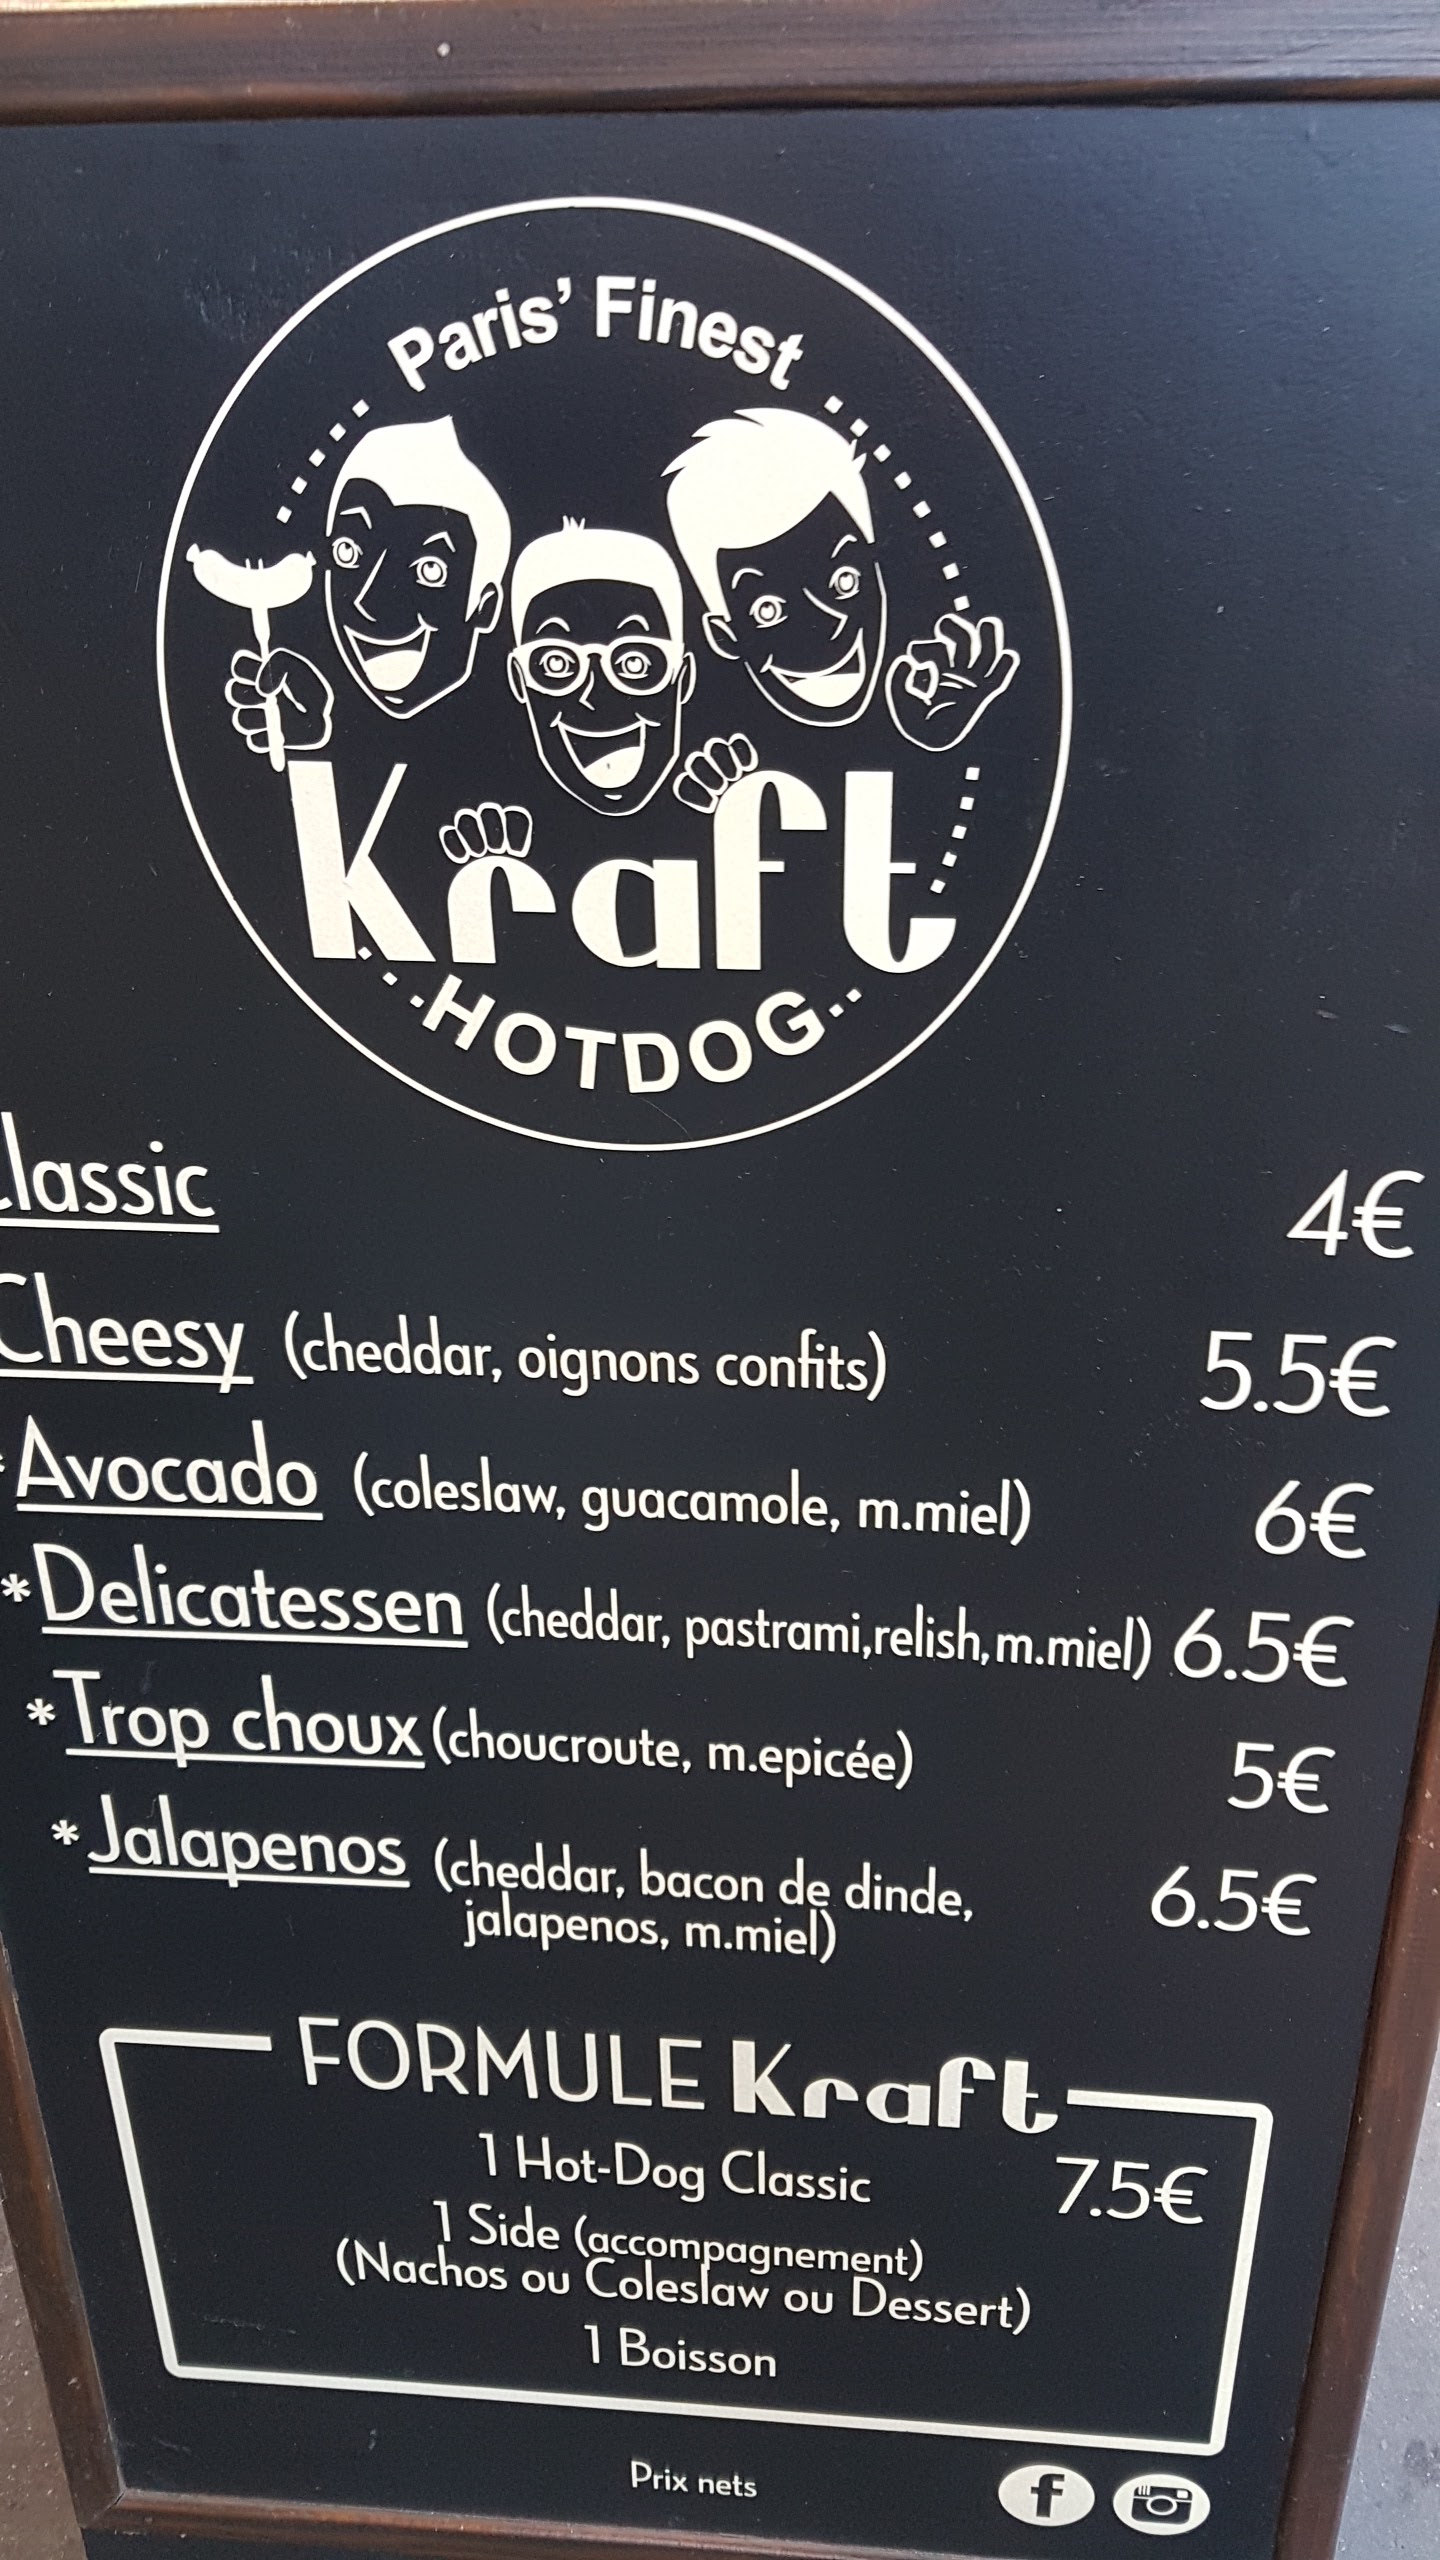 Paris' Finest
Kraft
HOTDOG
Classic 4€
Cheesy (cheddar, oignons confits) 5.5€
*Avocado (coleslaw, guacamole, m.miel) 6€
*Delicatessen (cheddar, pastrami,relish,m.miel) 6.5€
*Trop choux (choucroute, m.epicée) 5€
*Jalapenos (cheddar, bacon de dinde, 6.5€
jalapenos, m.miel)
FORMULE Kraft
1 Hot-Dog Classic 7.5€
1 Side (accompagnement)
(Nachos ou Coleslaw ou Dessert)
1 Boisson
Prix nets
f